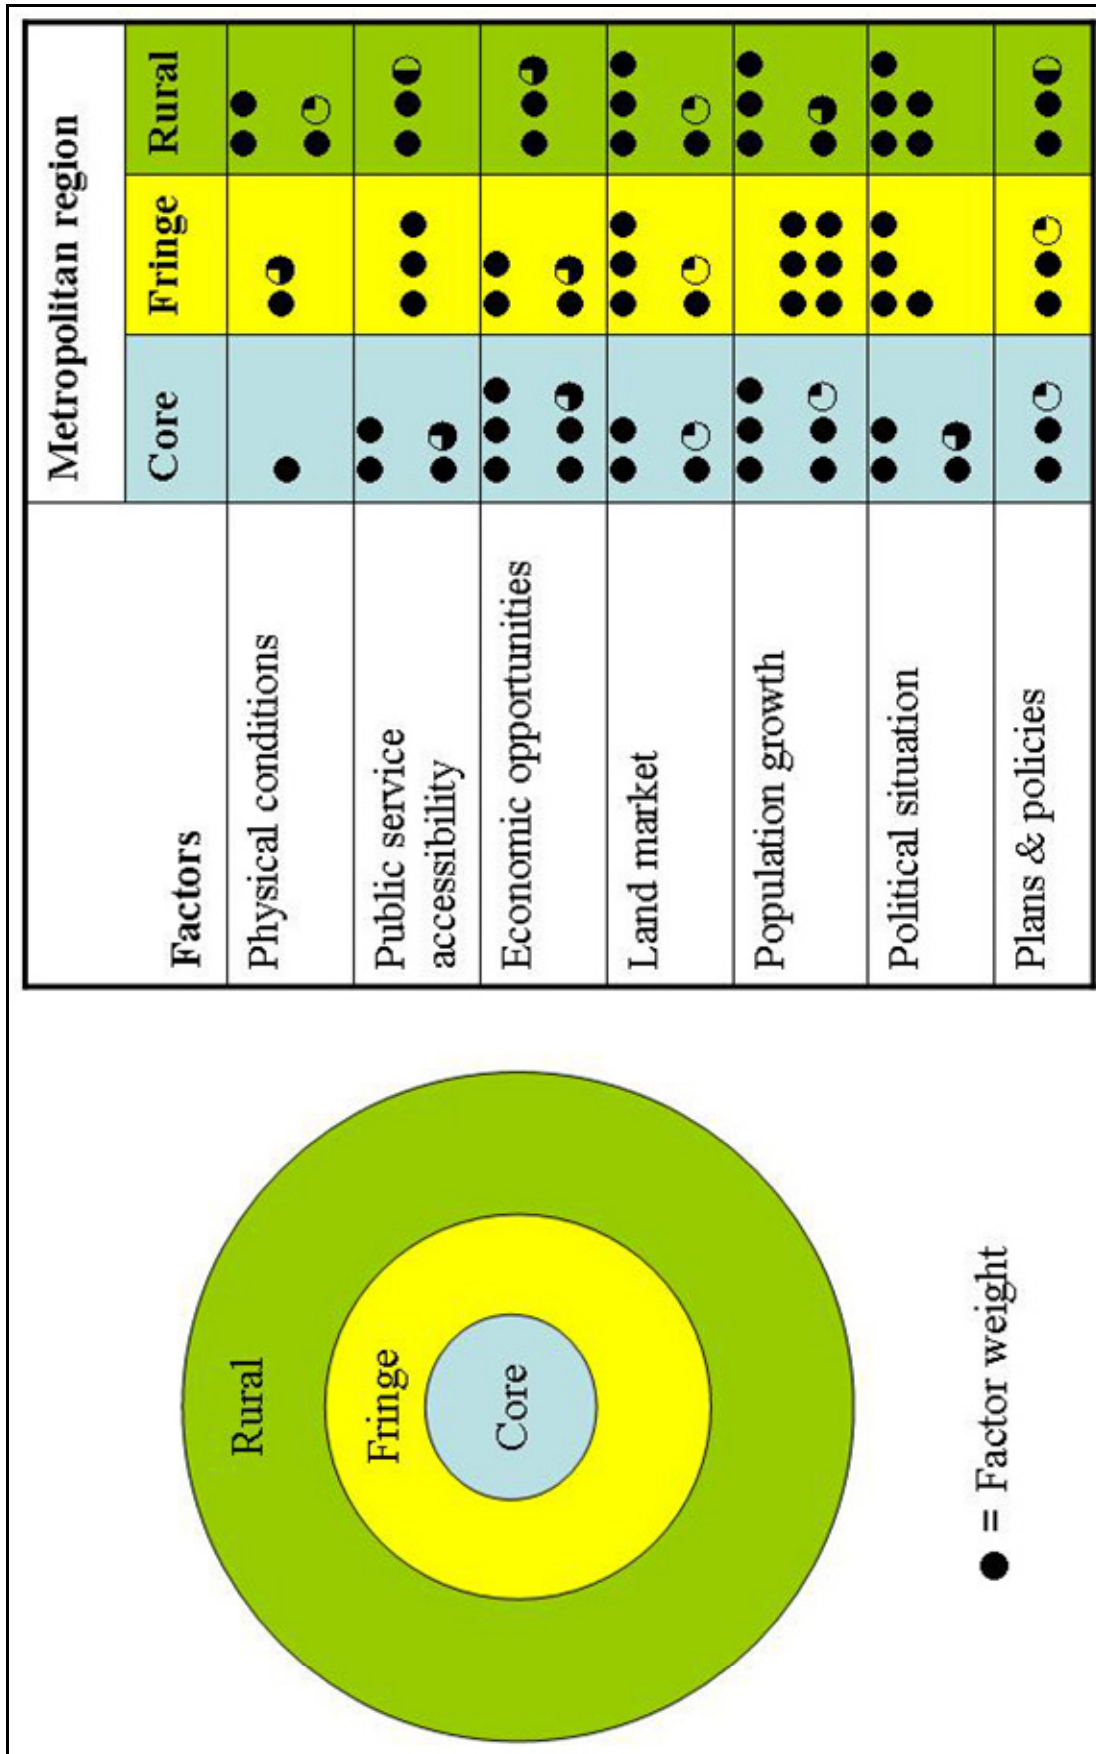 Rural
Fringe
Core
● = Factor weight
Metropolitan region
Factors
Core
Fringe
Rural
Physical conditions
Public service
accessibility
Economic opportunities
Land market
Population growth
Political situation
Plans & policies